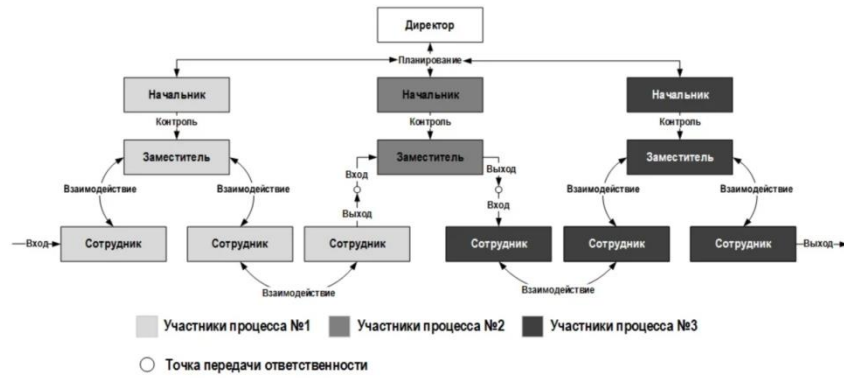 Директор
Планирование
Начальник
Начальник
Начальник
Контроль
Контроль
Контроль
Заместитель
Заместитель
Заместитель
Взаимодействие
Взаимодействие
Вход
Выход
Взаимодействие
Взаимодействие
Выход
Вход
Вход
Сотрудник
Сотрудник
Сотрудник
Сотрудник
Сотрудник
Сотрудник
Выход
Взаимодействие
Взаимодействие
Участники процесса №1
Участники процесса №2
Участники процесса №3
Точка передачи ответственности